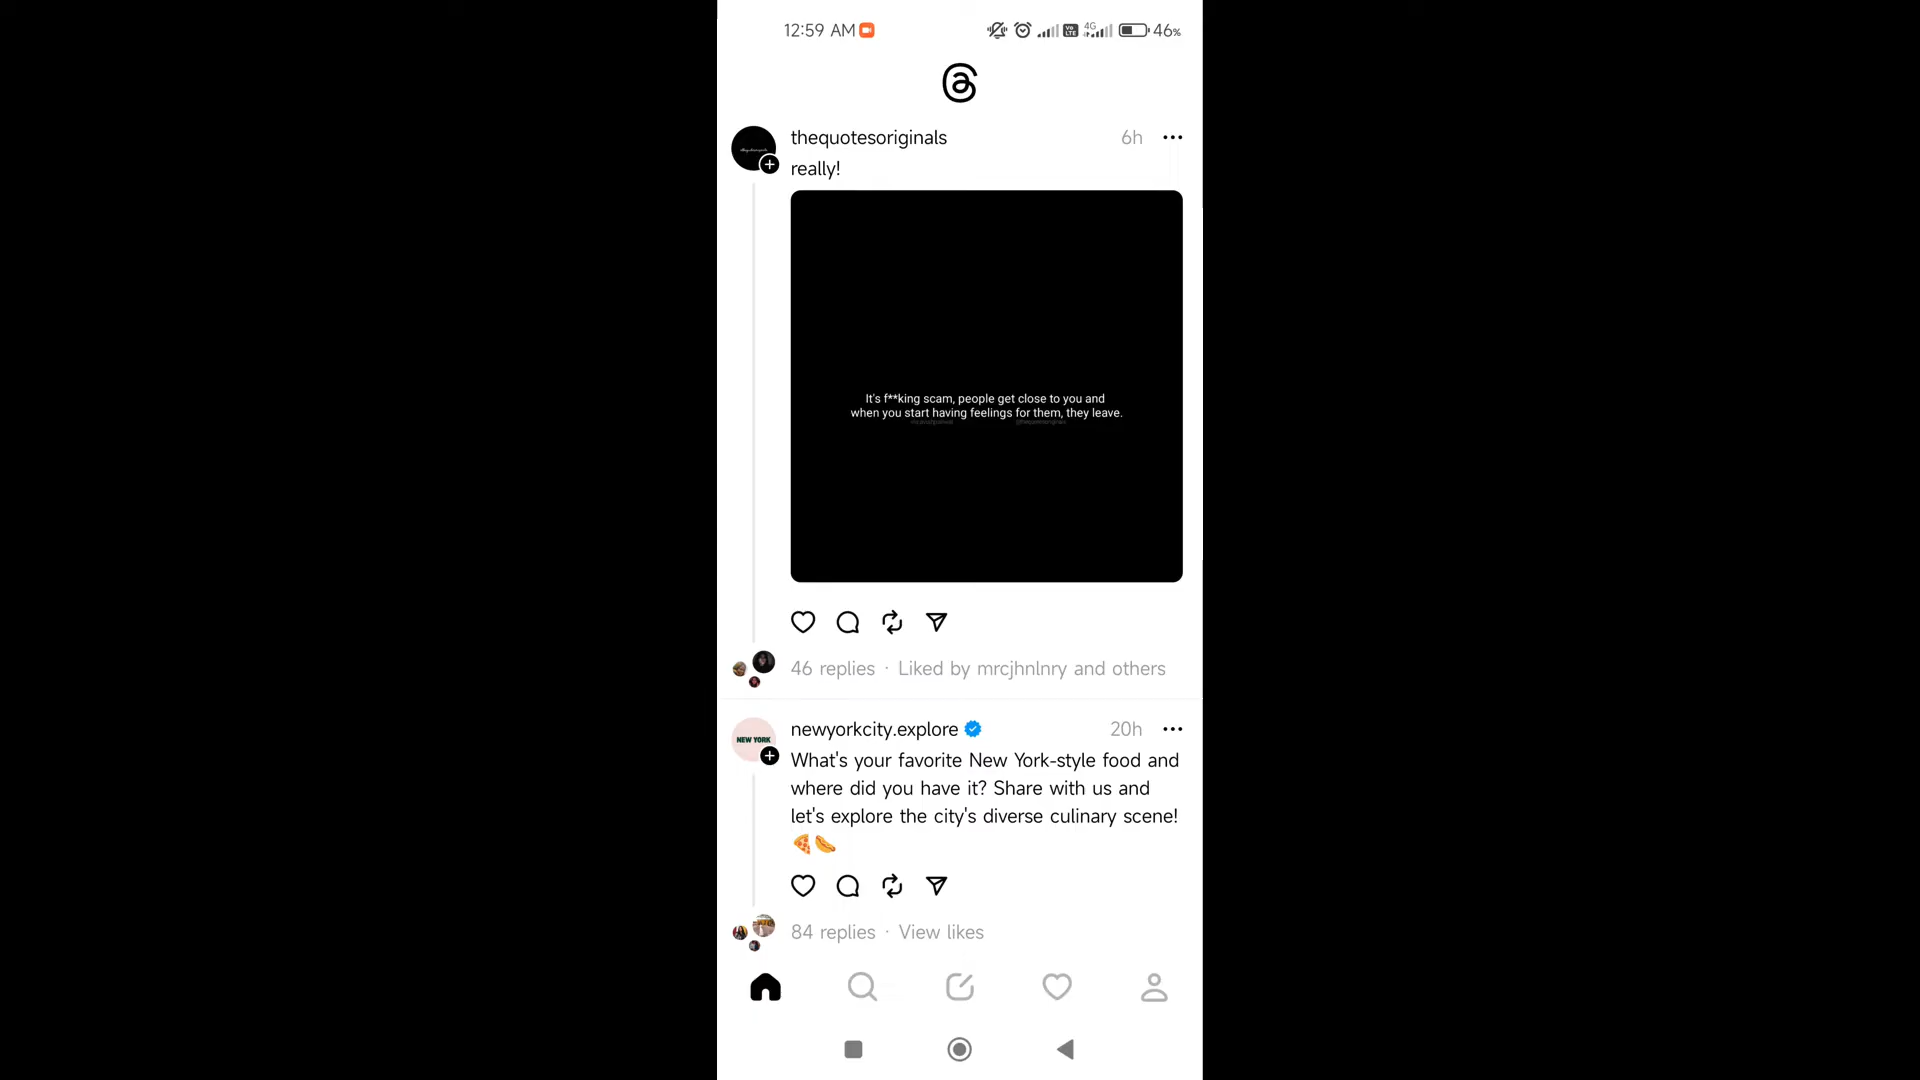 12:59 AM 4G 46%
thequotesoriginals 6h
really!
It's f**king scam, people get close to you and
when you start having feelings for them, they leave.
46 replies · Liked by mrcjhnlnry and others
NEW YORK
newyorkcity.explore 20h
What's your favorite New York-style food and
where did you have it? Share with us and
let's explore the city's diverse culinary scene!
🍕🌭
84 replies · View likes